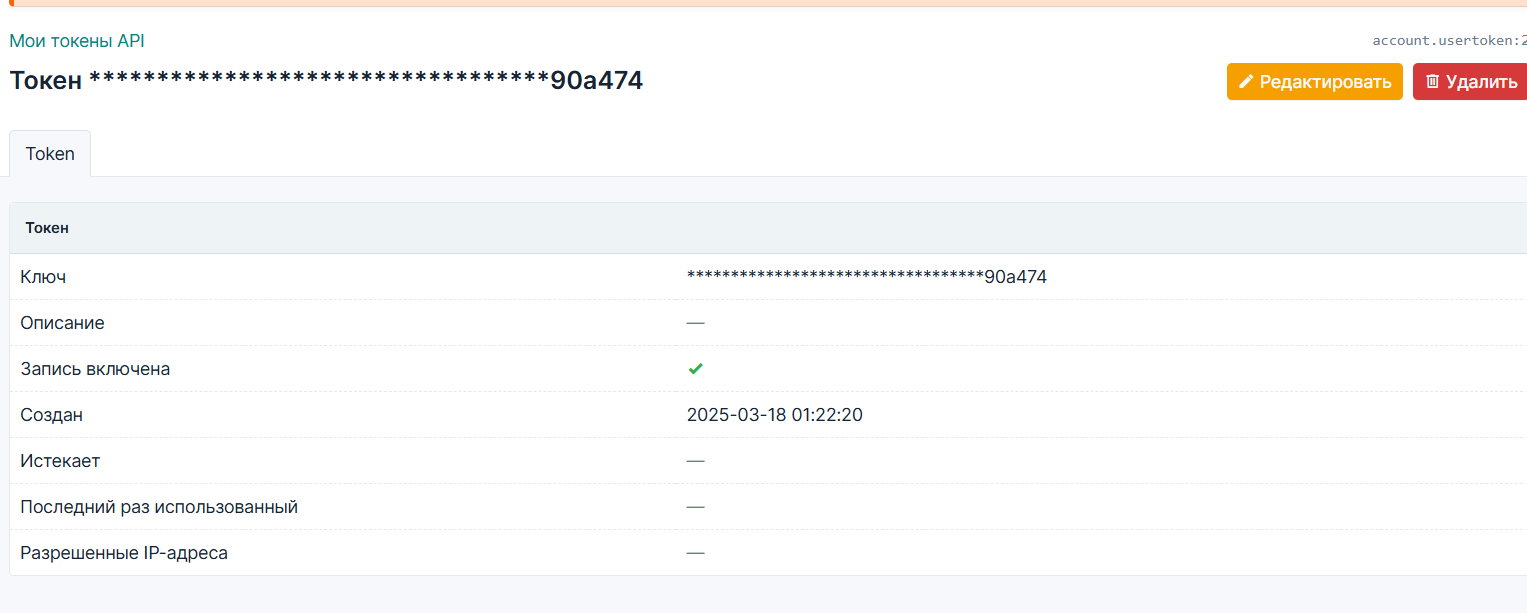 Мои токены API
account.usertoken:2
Токен **********************************90a474
Редактировать
Удалить
Token
Токен
Ключ **********************************90a474
Описание —
Запись включена ✔
Создан 2025-03-18 01:22:20
Истекает —
Последний раз использованный —
Разрешенные IP-адреса —